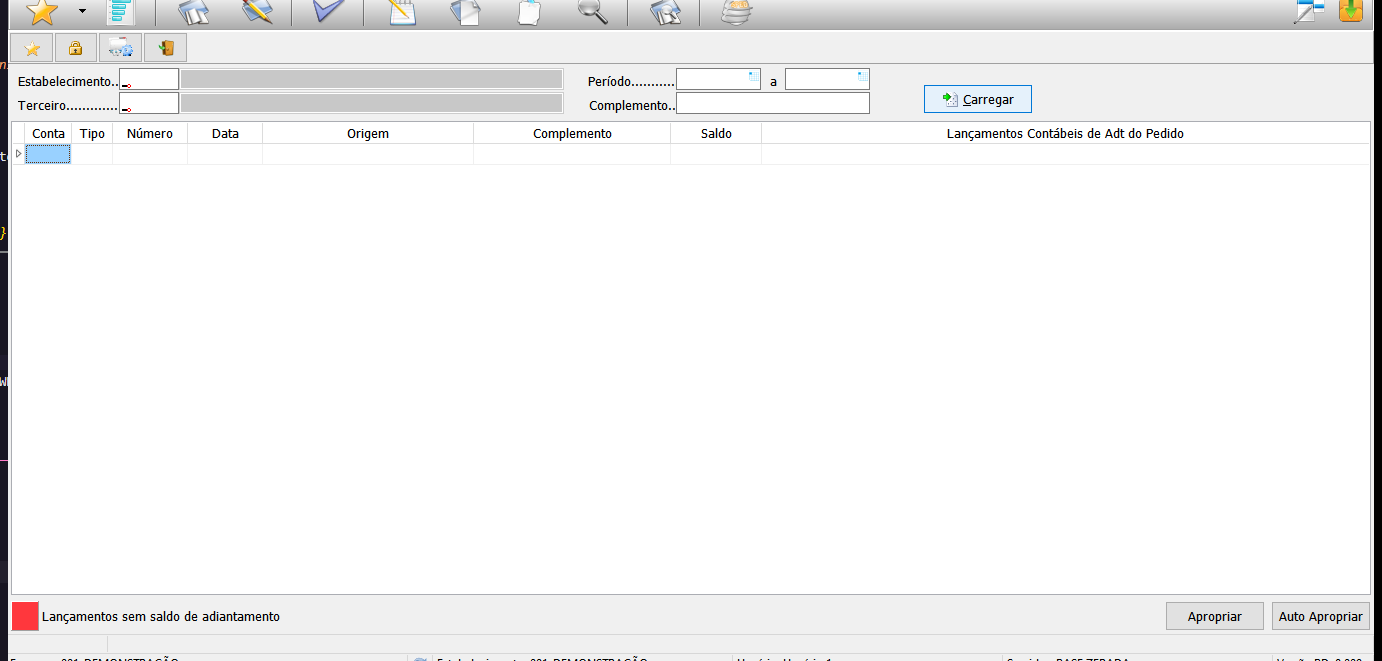 Estabelecimento..
Período........... a
Carregar
Terceiro.............
Complemento..
Conta Tipo Número Data Origem Complemento Saldo Lançamentos Contábeis de Adt do Pedido
Lançamentos sem saldo de adiantamento
Apropriar Auto Apropriar